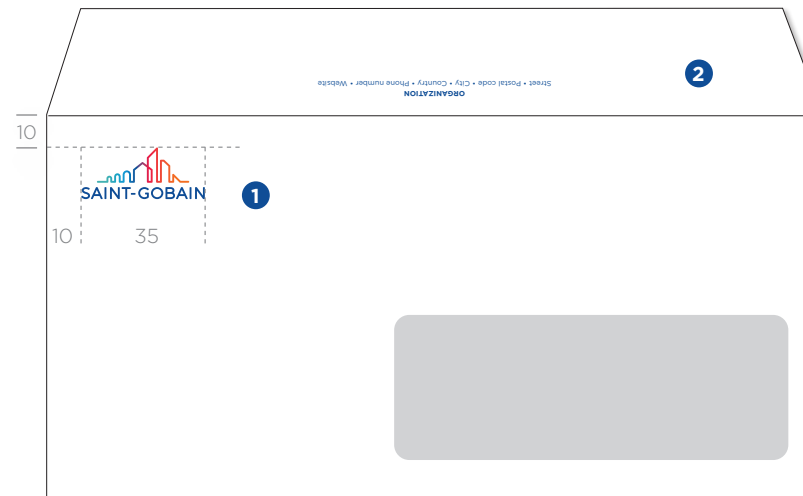 Street • Postal code • City • Country • Phone number • Website
ORGANIZATION
2
10
SAINT-GOBAIN
1
10
35